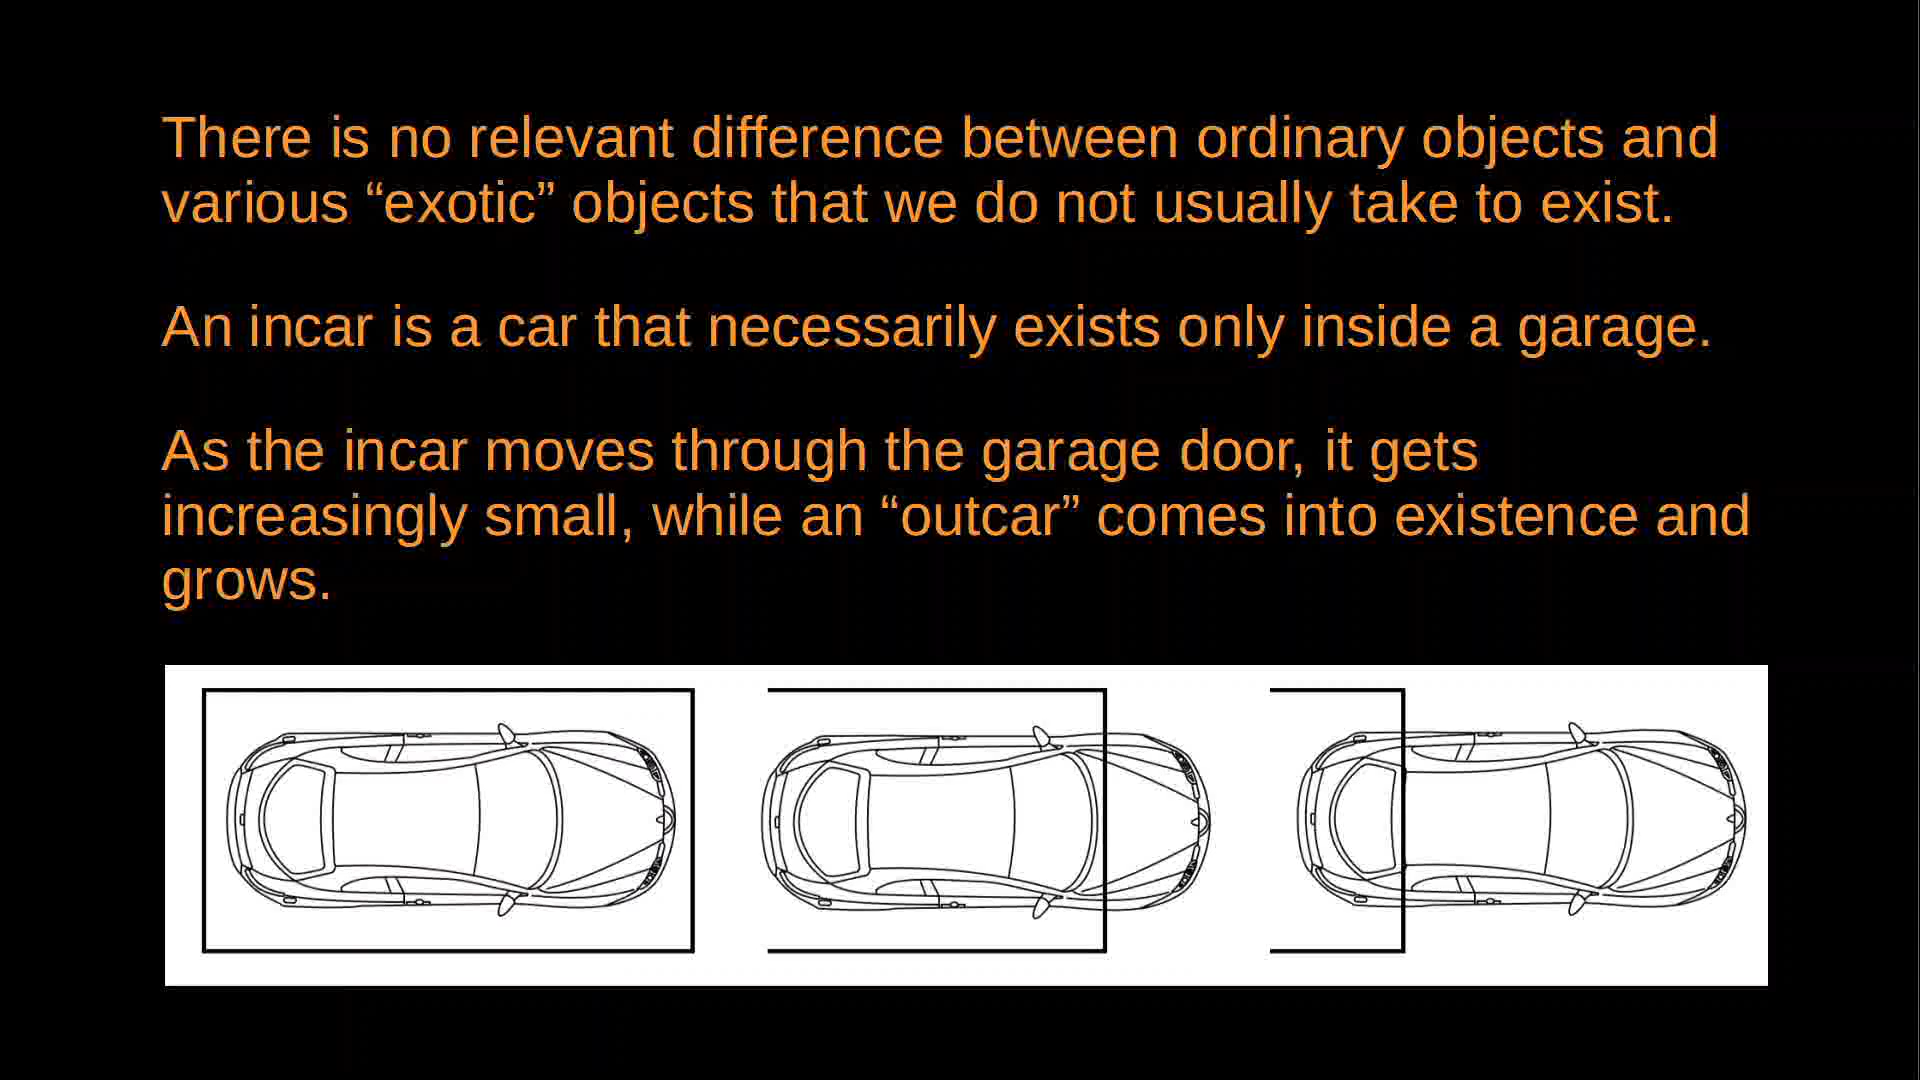 There is no relevant difference between ordinary objects and
various “exotic” objects that we do not usually take to exist.
An incar is a car that necessarily exists only inside a garage.
As the incar moves through the garage door, it gets
increasingly small, while an “outcar” comes into existence and
grows.